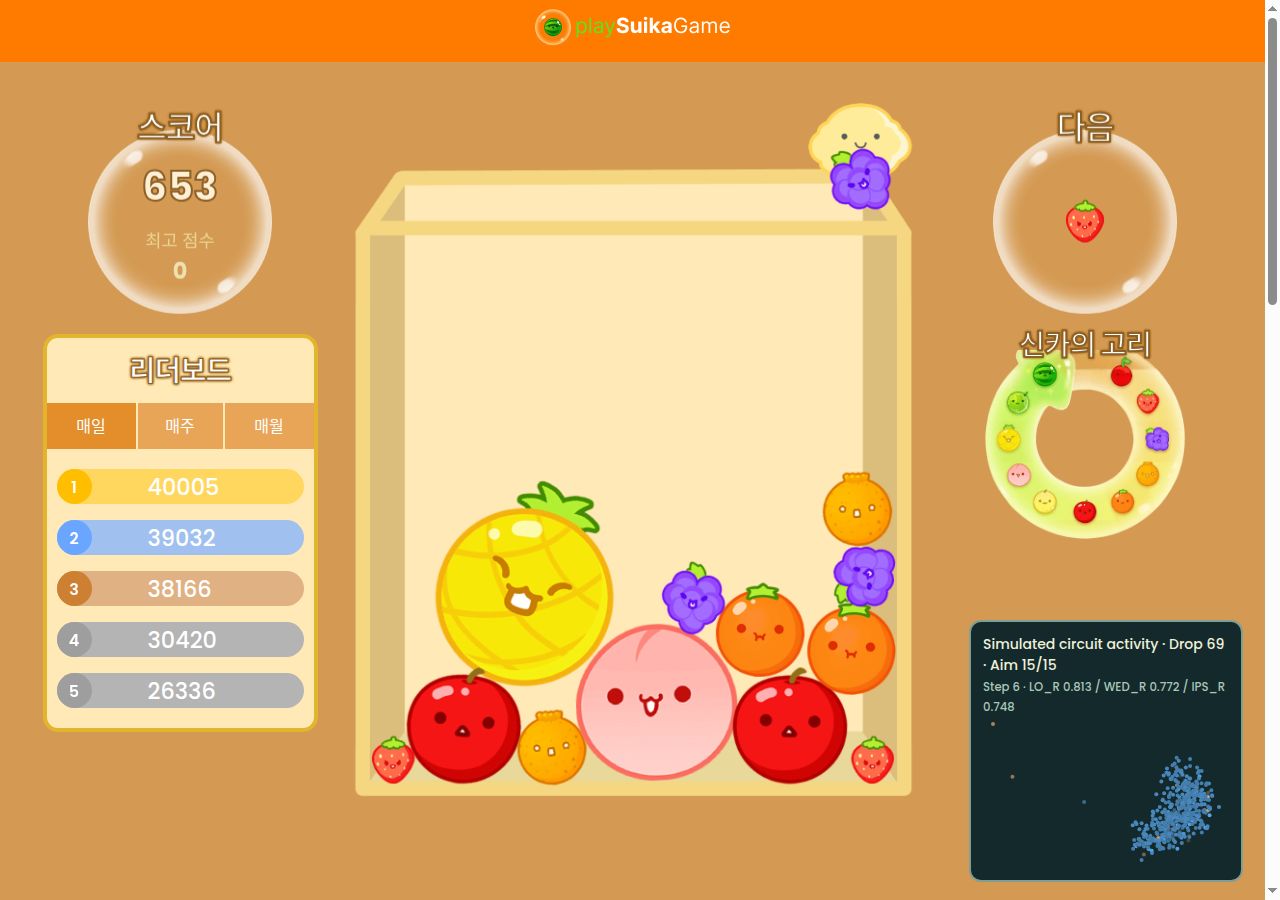 playSuikaGame
스코어
653
최고 점수
0
리더보드
매일 매주 매월
1 40005
2 39032
3 38166
4 30420
5 26336
다음
신카의 고리
Simulated circuit activity · Drop 69
· Aim 15/15
Step 6 · LO_R 0.813 / WED_R 0.772 / IPS_R
0.748